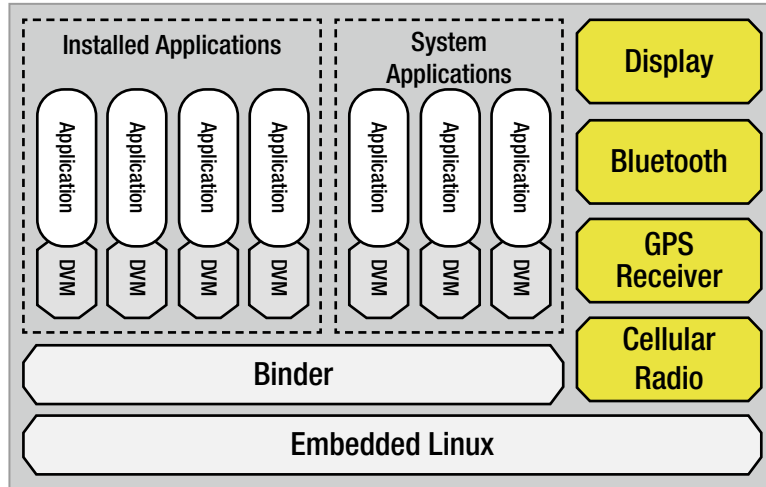 Installed Applications
System
Applications
Application
Application
Application
Application
Application
Application
Application
DVM
DVM
DVM
DVM
DVM
DVM
DVM
Display
Bluetooth
GPS
Receiver
Cellular
Radio
Binder
Embedded Linux